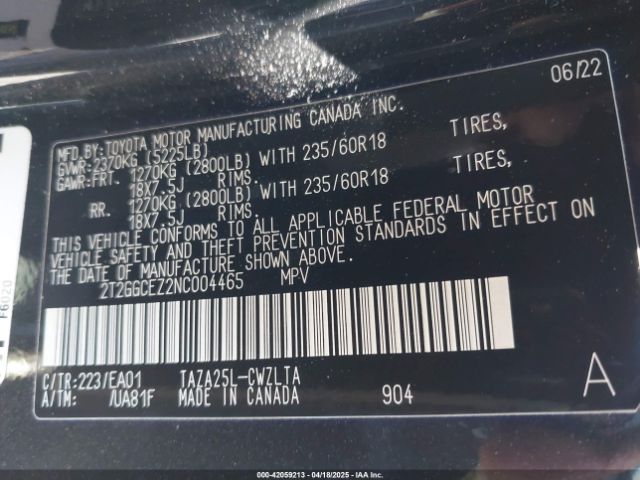 06/22
MFD.BY:TOYOTA MOTOR MANUFACTURING CANADA INC.
GVWR:2370KG (5225LB)
GAWR:FRT. 1270KG (2800LB) WITH 235/60R18 TIRES,
18X7.5J RIMS.
RR. 1270KG (2800LB) WITH 235/60R18 TIRES,
18X7.5J RIMS.
THIS VEHICLE CONFORMS TO ALL APPLICABLE FEDERAL MOTOR
VEHICLE SAFETY AND THEFT PREVENTION STANDARDS IN EFFECT ON
THE DATE OF MANUFACTURE SHOWN ABOVE.
2T2GGCEZ2NC004465 MPV
C/TR:223/EA01 TAZA25L-CWZLTA
A/TM: /UA81F MADE IN CANADA 904 A
F6020
000-42059213 - 04/18/2025 - IAA Inc.